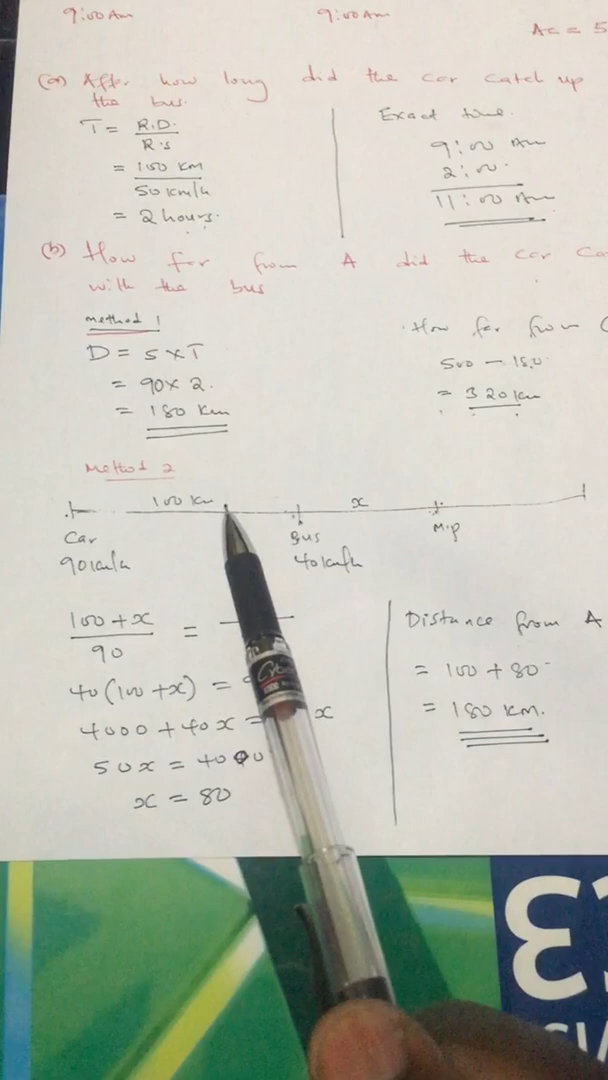 9:00 Am 9:00 Am
AC = 5
(a) After how long did the car catch up
the bus.
T = R.D.
R.S
= 100 km
50 km/h
= 2 hours.
Exact time.
9:00 Am
2:00
11:00 Am
(b) How far from A did the car Ca
with the bus
method 1
D = S x T
= 90 x 2.
= 180 km
How far from
500 - 180
= 320 km
Method 2
100 km x
Car Bus M.p
90 km/h 40 km/h
100 + x
90
=
40(100 + x) =
4000 + 40x = x
50x = 4000
x = 80
Distance from A
= 100 + 80
= 180 km.